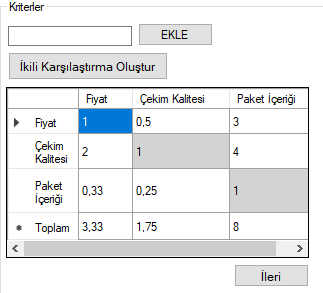 Kriterler
EKLE
İkili Karşılaştırma Oluştur
Fiyat Çekim Kalitesi Paket İçeriği
Fiyat 1 0,5 3
Çekim
Kalitesi 2 1 4
Paket
İçeriği 0,33 0,25 1
Toplam 3,33 1,75 8
İleri